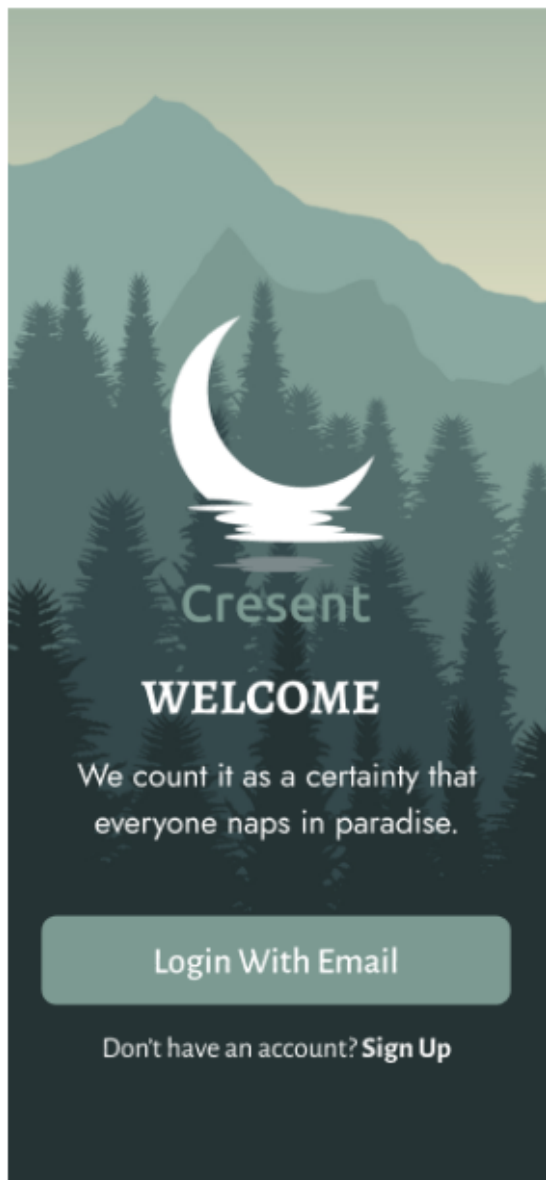 Cresent
WELCOME
We count it as a certainty that
everyone naps in paradise.
Login With Email
Don't have an account? Sign Up